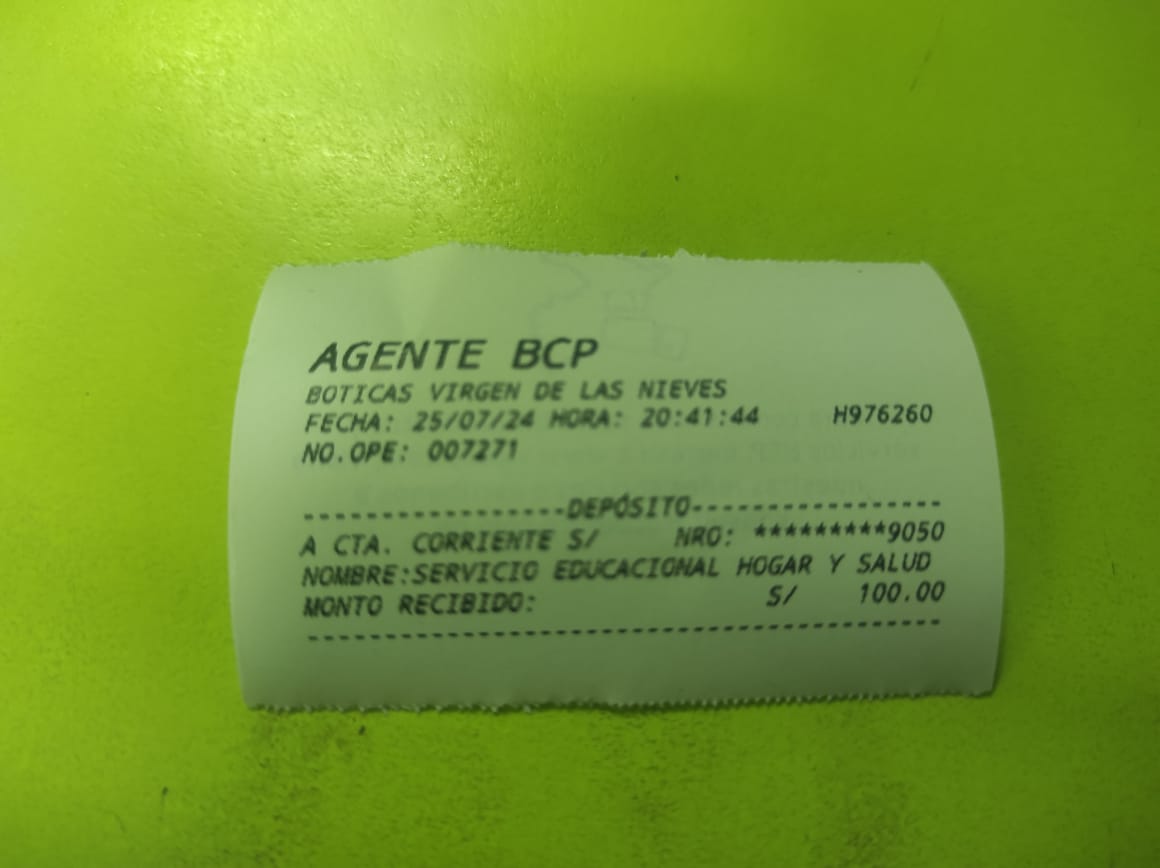 AGENTE BCP
BOTICAS VIRGEN DE LAS NIEVES
FECHA: 25/07/24 HORA: 20:41:44 H976260
NO.OPE: 007271
------------------DEPÓSITO-----------------
A CTA. CORRIENTE S/ NRO: *********9050
NOMBRE:SERVICIO EDUCACIONAL HOGAR Y SALUD
MONTO RECIBIDO: S/ 100.00
--------------------------------------------